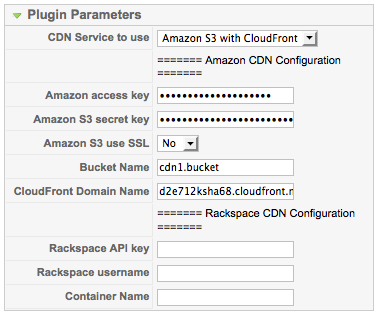 Plugin Parameters
CDN Service to use Amazon S3 with CloudFront
======= Amazon CDN Configuration
=======
Amazon access key ••••••••••••••••••••
Amazon S3 secret key ••••••••••••••••••••••••
Amazon S3 use SSL No
Bucket Name cdn1.bucket
CloudFront Domain Name d2e712ksha68.cloudfront.n
======= Rackspace CDN Configuration
=======
Rackspace API key
Rackspace username
Container Name